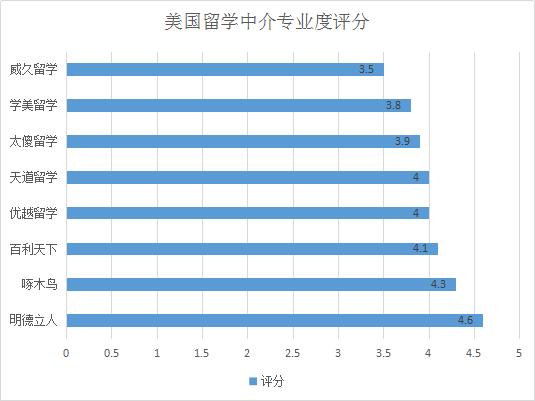 美国留学中介专业度评分
威久留学
3.5
学美留学
3.8
太傻留学
3.9
天道留学
4
优越留学
4
百利天下
4.1
啄木鸟
4.3
明德立人
4.6
0 0.5 1 1.5 2 2.5 3 3.5 4 4.5 5
评分